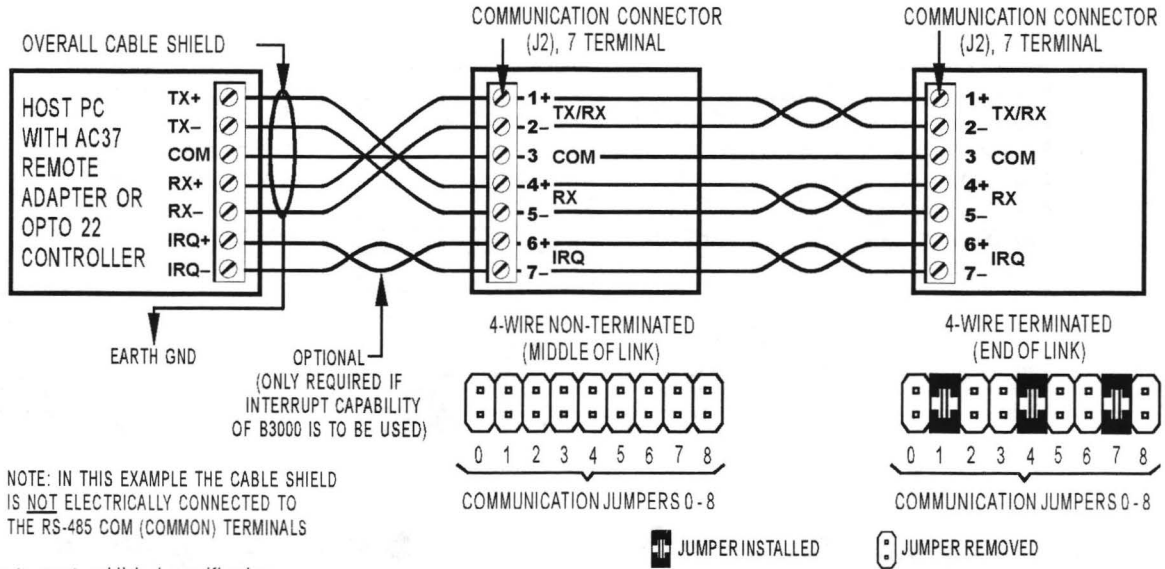 COMMUNICATION CONNECTOR
(J2), 7 TERMINAL
COMMUNICATION CONNECTOR
(J2), 7 TERMINAL
OVERALL CABLE SHIELD
HOST PC
WITH AC37
REMOTE
ADAPTER OR
OPTO 22
CONTROLLER
TX+
TX–
COM
RX+
RX–
IRQ+
IRQ–
1+
TX/RX
2–
3 COM
4+
RX
5–
6+
IRQ
7–
1+
TX/RX
2–
3 COM
4+
RX
5–
6+
IRQ
7–
EARTH GND
OPTIONAL
(ONLY REQUIRED IF
INTERRUPT CAPABILITY
OF B3000 IS TO BE USED)
4-WIRE NON-TERMINATED
(MIDDLE OF LINK)
0 1 2 3 4 5 6 7 8
COMMUNICATION JUMPERS 0 - 8
4-WIRE TERMINATED
(END OF LINK)
0 1 2 3 4 5 6 7 8
COMMUNICATION JUMPERS 0 - 8
NOTE: IN THIS EXAMPLE THE CABLE SHIELD
IS NOT ELECTRICALLY CONNECTED TO
THE RS-485 COM (COMMON) TERMINALS
JUMPER INSTALLED
JUMPER REMOVED